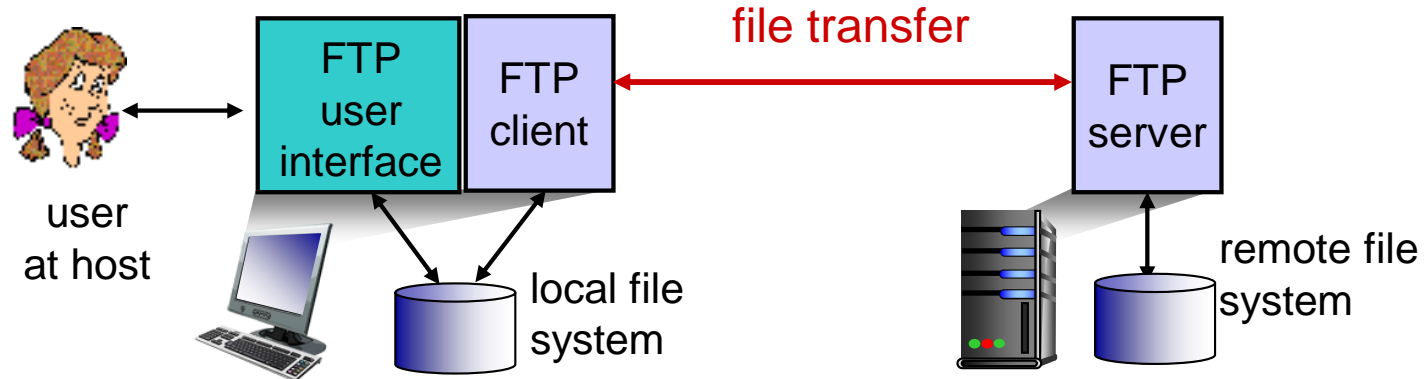 file transfer
FTP
user
interface
FTP
client
FTP
server
user
at host
local file
system
remote file
system